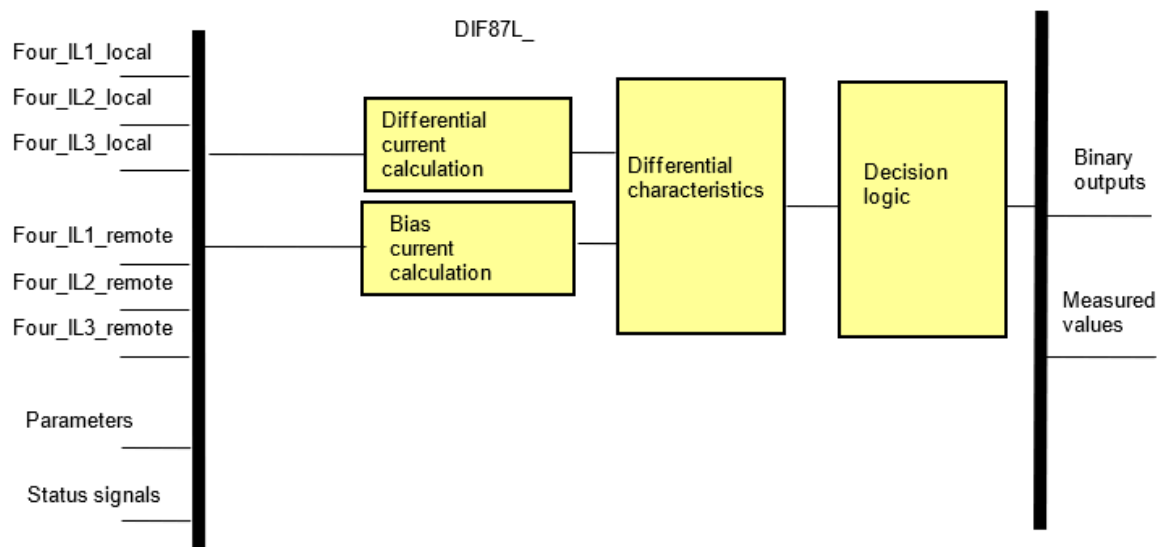 DIF87L_
Four_IL1_local
Four_IL2_local
Four_IL3_local
Four_IL1_remote
Four_IL2_remote
Four_IL3_remote
Parameters
Status signals
Differential
current
calculation
Bias
current
calculation
Differential
characteristics
Decision
logic
Binary
outputs
Measured
values